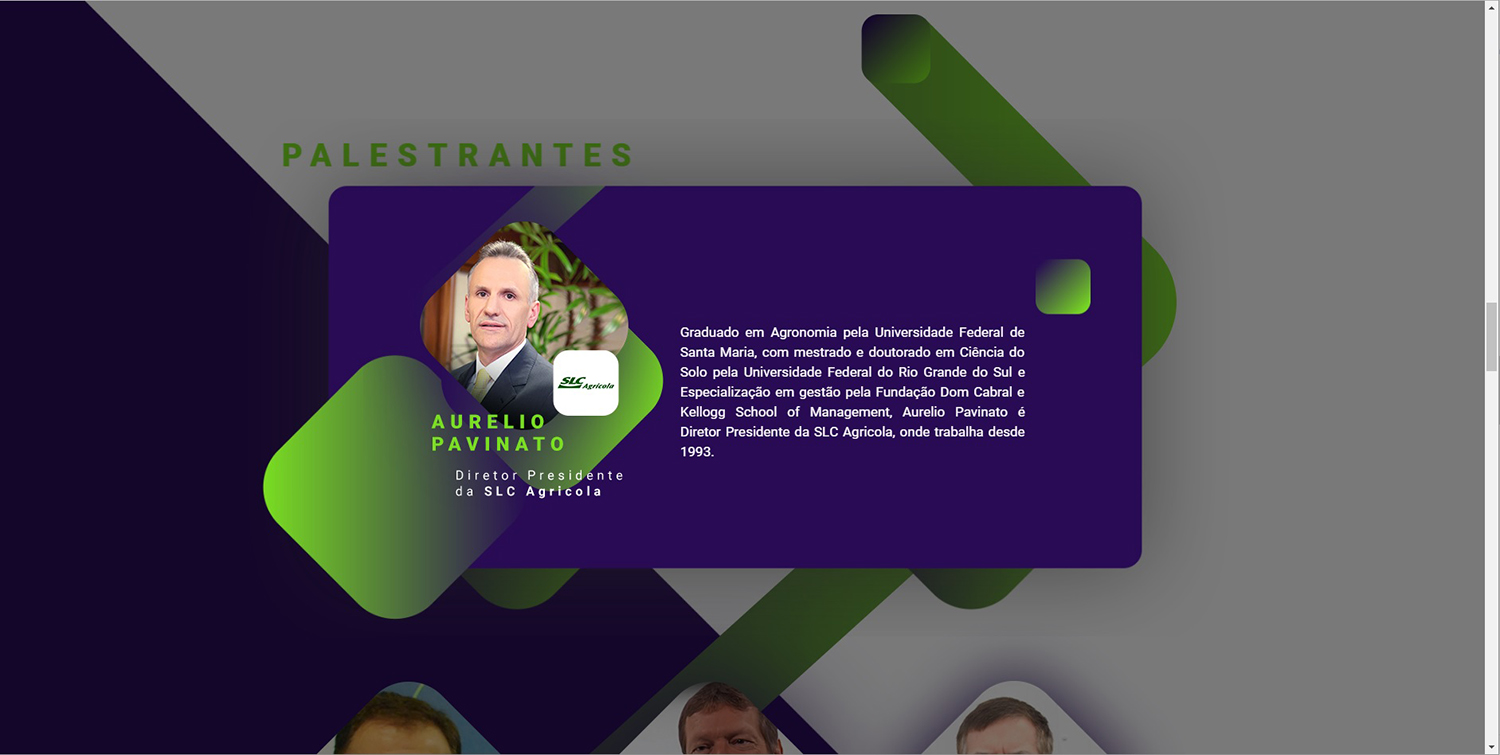 PALESTRANTES
SLC
Agrícola
AURELIO
PAVINATO
Diretor Presidente
da SLC Agricola
Graduado em Agronomia pela Universidade Federal de
Santa Maria, com mestrado e doutorado em Ciência do
Solo pela Universidade Federal do Rio Grande do Sul e
Especialização em gestão pela Fundação Dom Cabral e
Kellogg School of Management, Aurelio Pavinato é
Diretor Presidente da SLC Agricola, onde trabalha desde
1993.